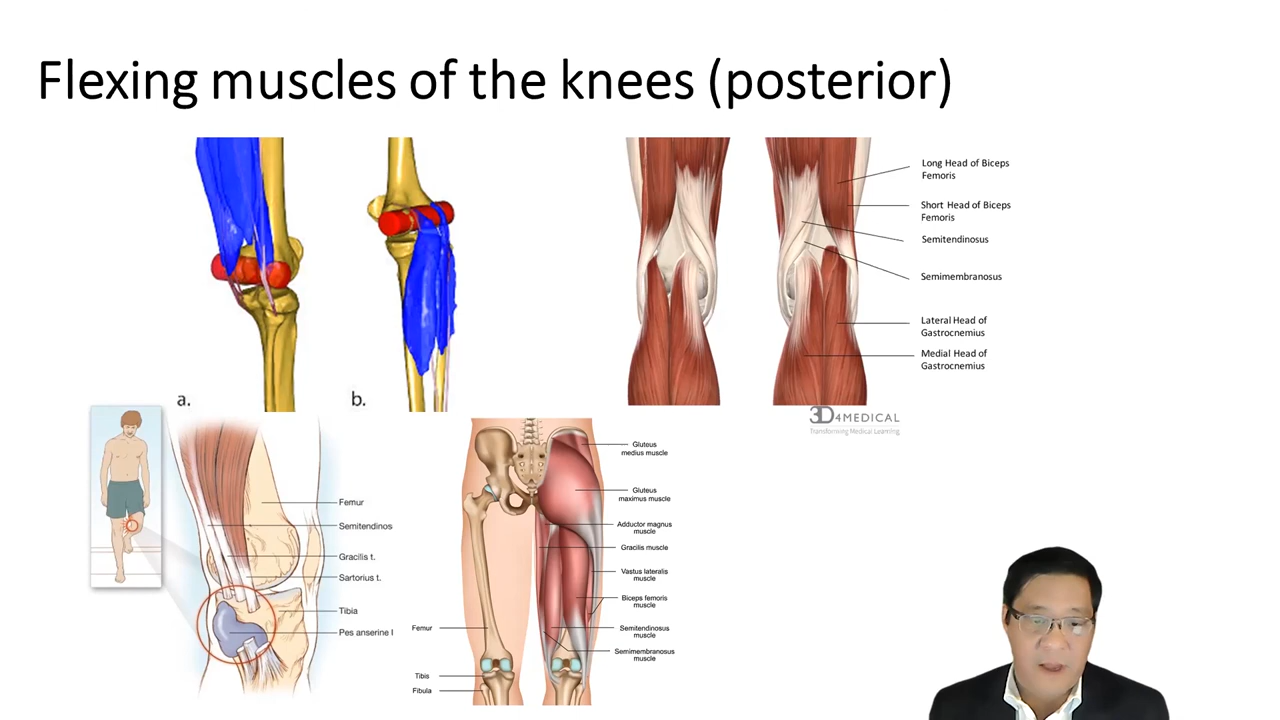 Flexing muscles of the knees (posterior)
Long Head of Biceps
Femoris
Short Head of Biceps
Femoris
Semitendinosus
Semimembranosus
Lateral Head of
Gastrocnemius
Medial Head of
Gastrocnemius
3D4MEDICAL
Transforming Medical Learning
a.
b.
Femur
Semitendinos
Gracilis t.
Sartorius t.
Tibia
Pes anserine l
Gluteus
medius muscle
Gluteus
maximus muscle
Adductor magnus
muscle
Gracilis muscle
Vastus lateralis
muscle
Biceps femoris
muscle
Semitendinosus
muscle
Semimembranosus
muscle
Femur
Tibis
Fibula